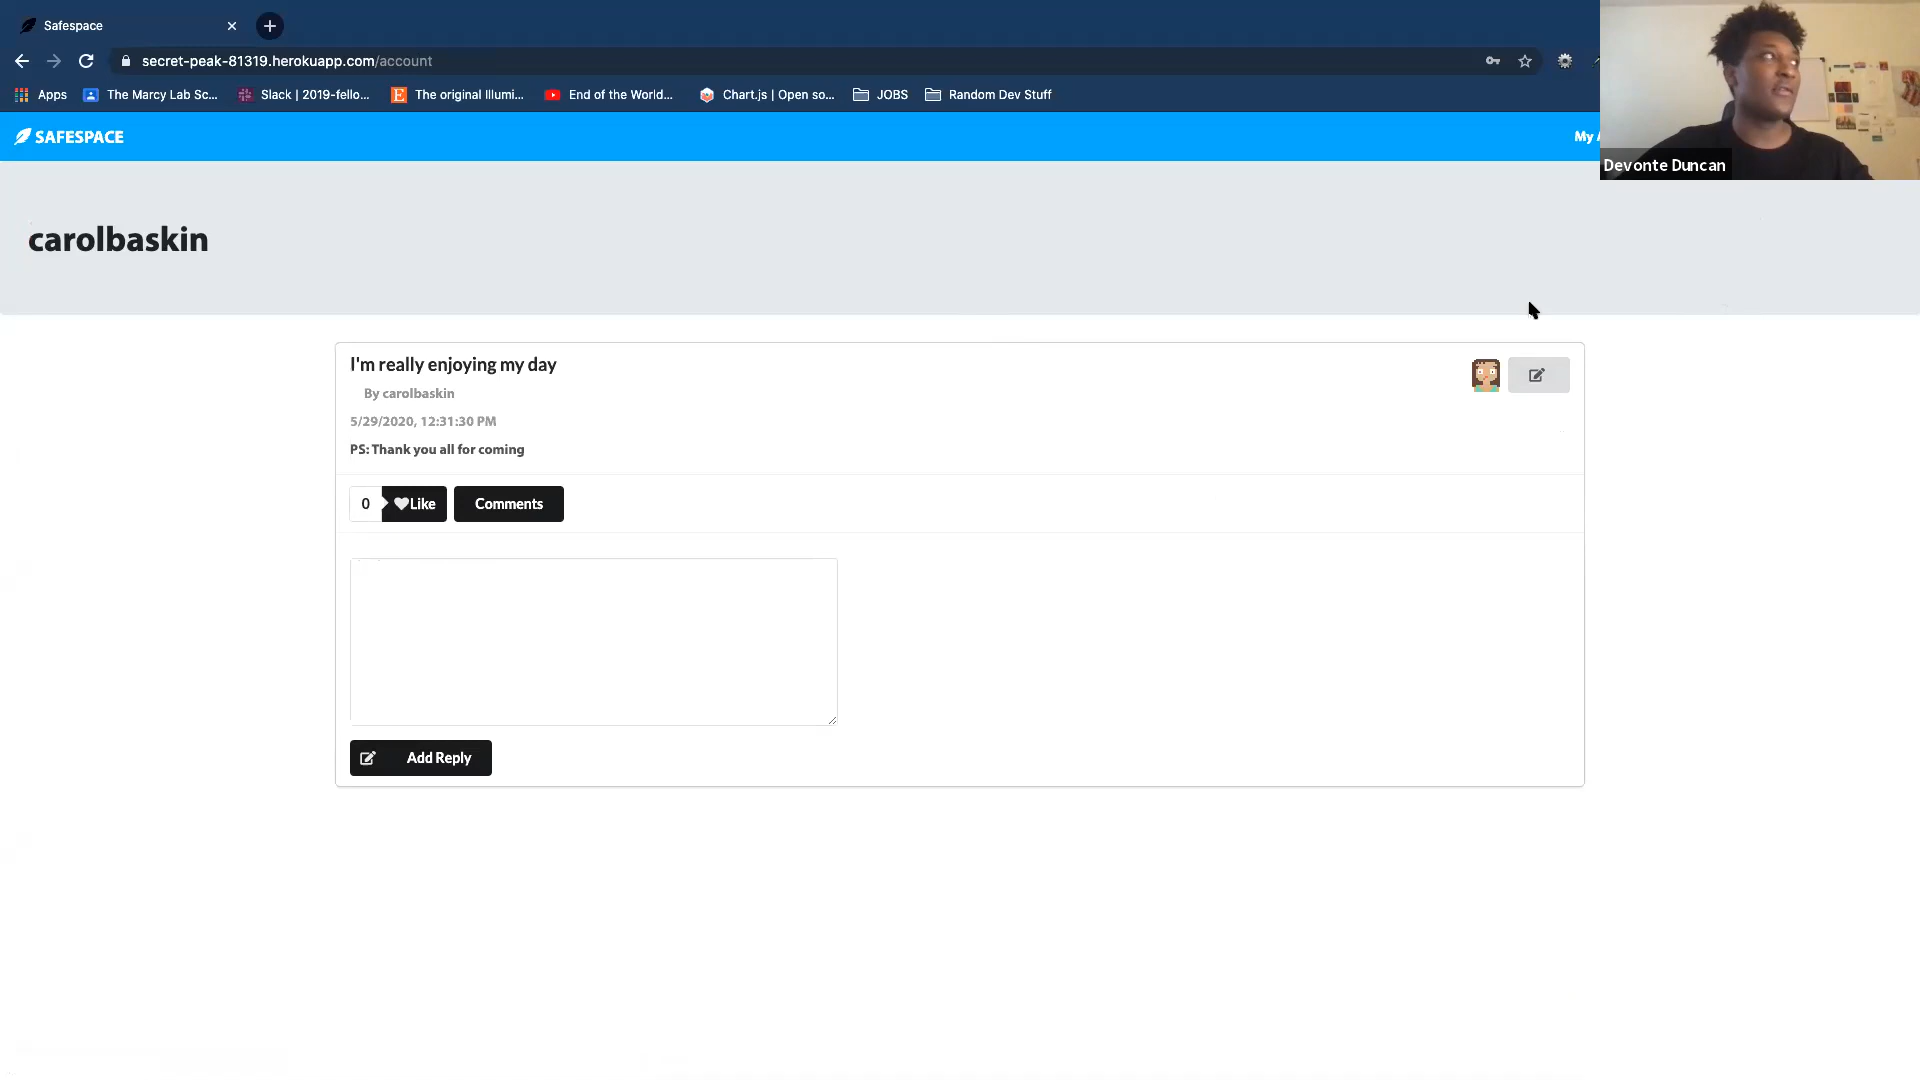 Safespace
secret-peak-81319.herokuapp.com/account
Apps
The Marcy Lab Sc...
Slack | 2019-fello...
The original Illumi...
End of the World...
Chart.js | Open so...
JOBS
Random Dev Stuff
SAFESPACE
My
Devonte Duncan
carolbaskin
I'm really enjoying my day
By carolbaskin
5/29/2020, 12:31:30 PM
PS: Thank you all for coming
0
Like
Comments
Add Reply